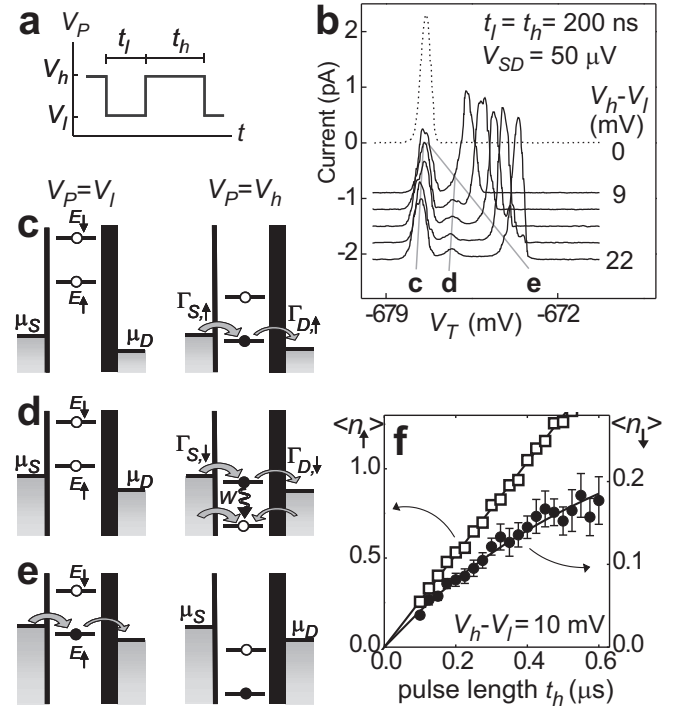 a
V_P
t_l t_h
V_h
V_l
t
b
t_l = t_h = 200 ns
V_SD = 50 μV
V_h-V_l
(mV)
0
9
22
Current (pA)
2
1
0
-1
-2
c d e
-679 -672
V_T (mV)
V_P=V_l V_P=V_h
c
E↓
E↑
μ_S μ_D
Γ_S,↑ Γ_D,↑
d
E↓
E↑
μ_S μ_D
Γ_S,↓ Γ_D,↓
W
e
E↓
E↑
μ_S μ_D
f
<n↑> <n↓>
1.0
0.5
0.0
0.2
0.1
0.0
V_h-V_l = 10 mV
0.0 0.2 0.4 0.6
pulse length t_h (μs)